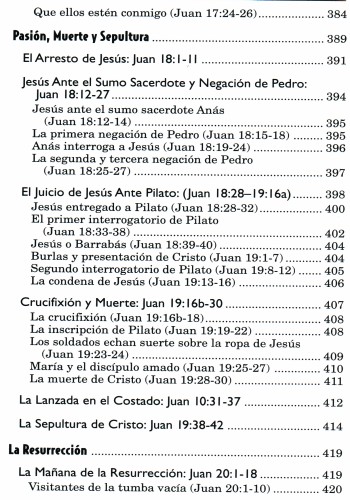 Que ellos estén conmigo (Juan 17:24-26)................... 384
Pasión, Muerte y Sepultura ................................................ 389
El Arresto de Jesús: Juan 18:1-11 ............................ 391
Jesús Ante el Sumo Sacerdote y Negación de Pedro:
Juan 18:12-27 ...................................................... 394
Jesús ante el sumo sacerdote Anás
(Juan 18:12-14) .................................................. 395
La primera negación de Pedro (Juan 18:15-18) ........ 395
Anás interroga a Jesús (Juan 18:19-24) ................... 396
La segunda y tercera negación de Pedro
(Juan 18:25-27) .................................................. 397
El Juicio de Jesús Ante Pilato: (Juan 18:28–19:16a)........ 398
Jesús entregado a Pilato (Juan 18:28-32)................. 400
El primer interrogatorio de Pilato
(Juan 18:33-38) .................................................. 402
Jesús o Barrabás (Juan 18:39-40) ........................... 404
Burlas y presentación de Cristo (Juan 19:1-7).......... 404
Segundo interrogatorio de Pilato (Juan 19:8-12) ...... 405
La condena de Jesús (Juan 19:13-16) ...................... 406
Crucifixión y Muerte: Juan 19:16b-30 ....................... 407
La crucifixión (Juan 19:16b-18)............................... 408
La inscripción de Pilato (Juan 19:19-22) ................. 408
Los soldados echan suerte sobre la ropa de Jesús
(Juan 19:23-24) .................................................. 409
María y el discípulo amado (Juan 19:25-27) ............ 410
La muerte de Cristo (Juan 19:28-30)........................ 411
La Lanzada en el Costado: Juan 10:31-37 .................. 412
La Sepultura de Cristo: Juan 19:38-42 ...................... 414
La Resurrección ............................................................... 419
La Mañana de la Resurrección: Juan 20:1-18 .............. 419
Visitantes de la tumba vacía (Juan 20:1-10) ............ 420